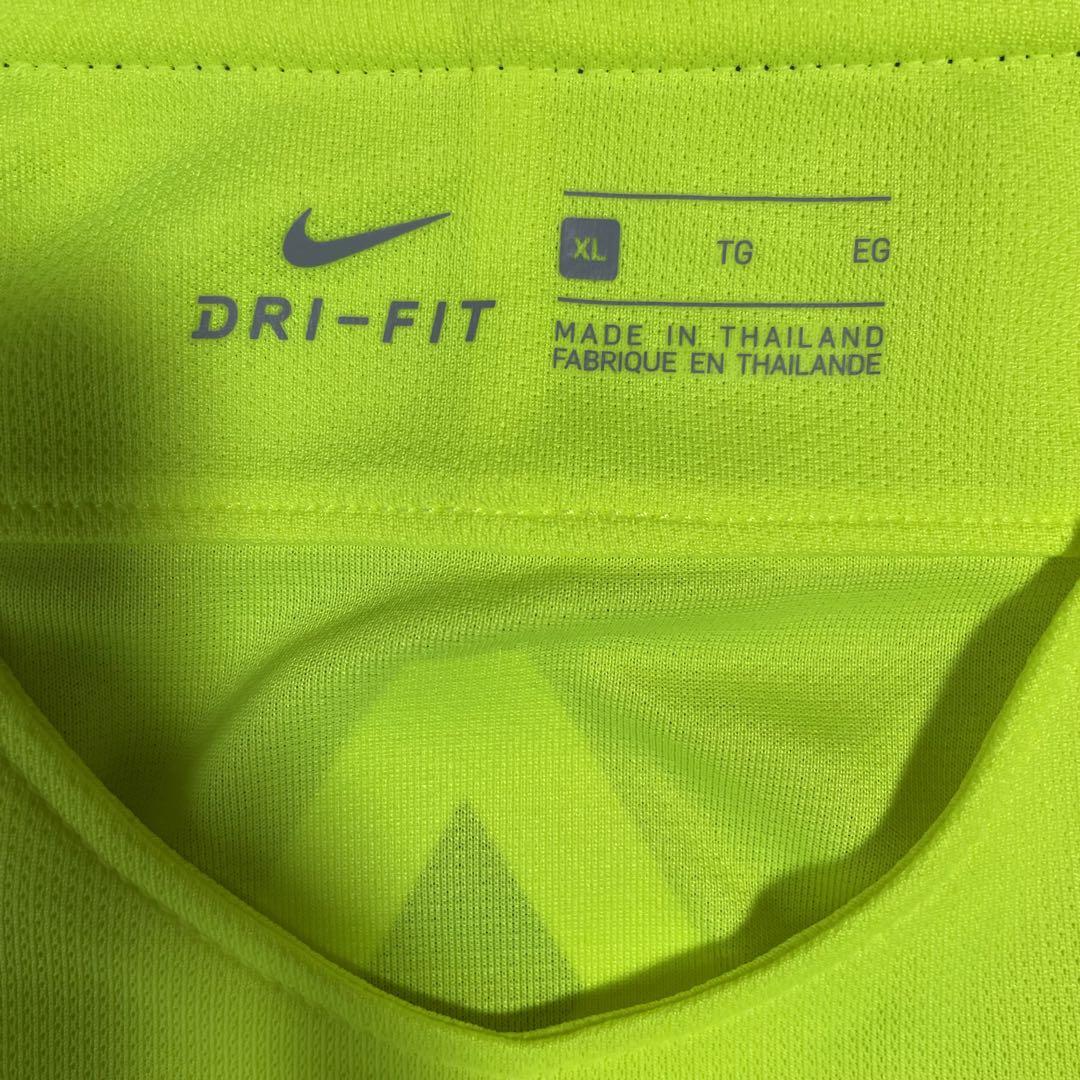 DRI-FIT
XL TG EG
MADE IN THAILAND
FABRIQUE EN THAILANDE